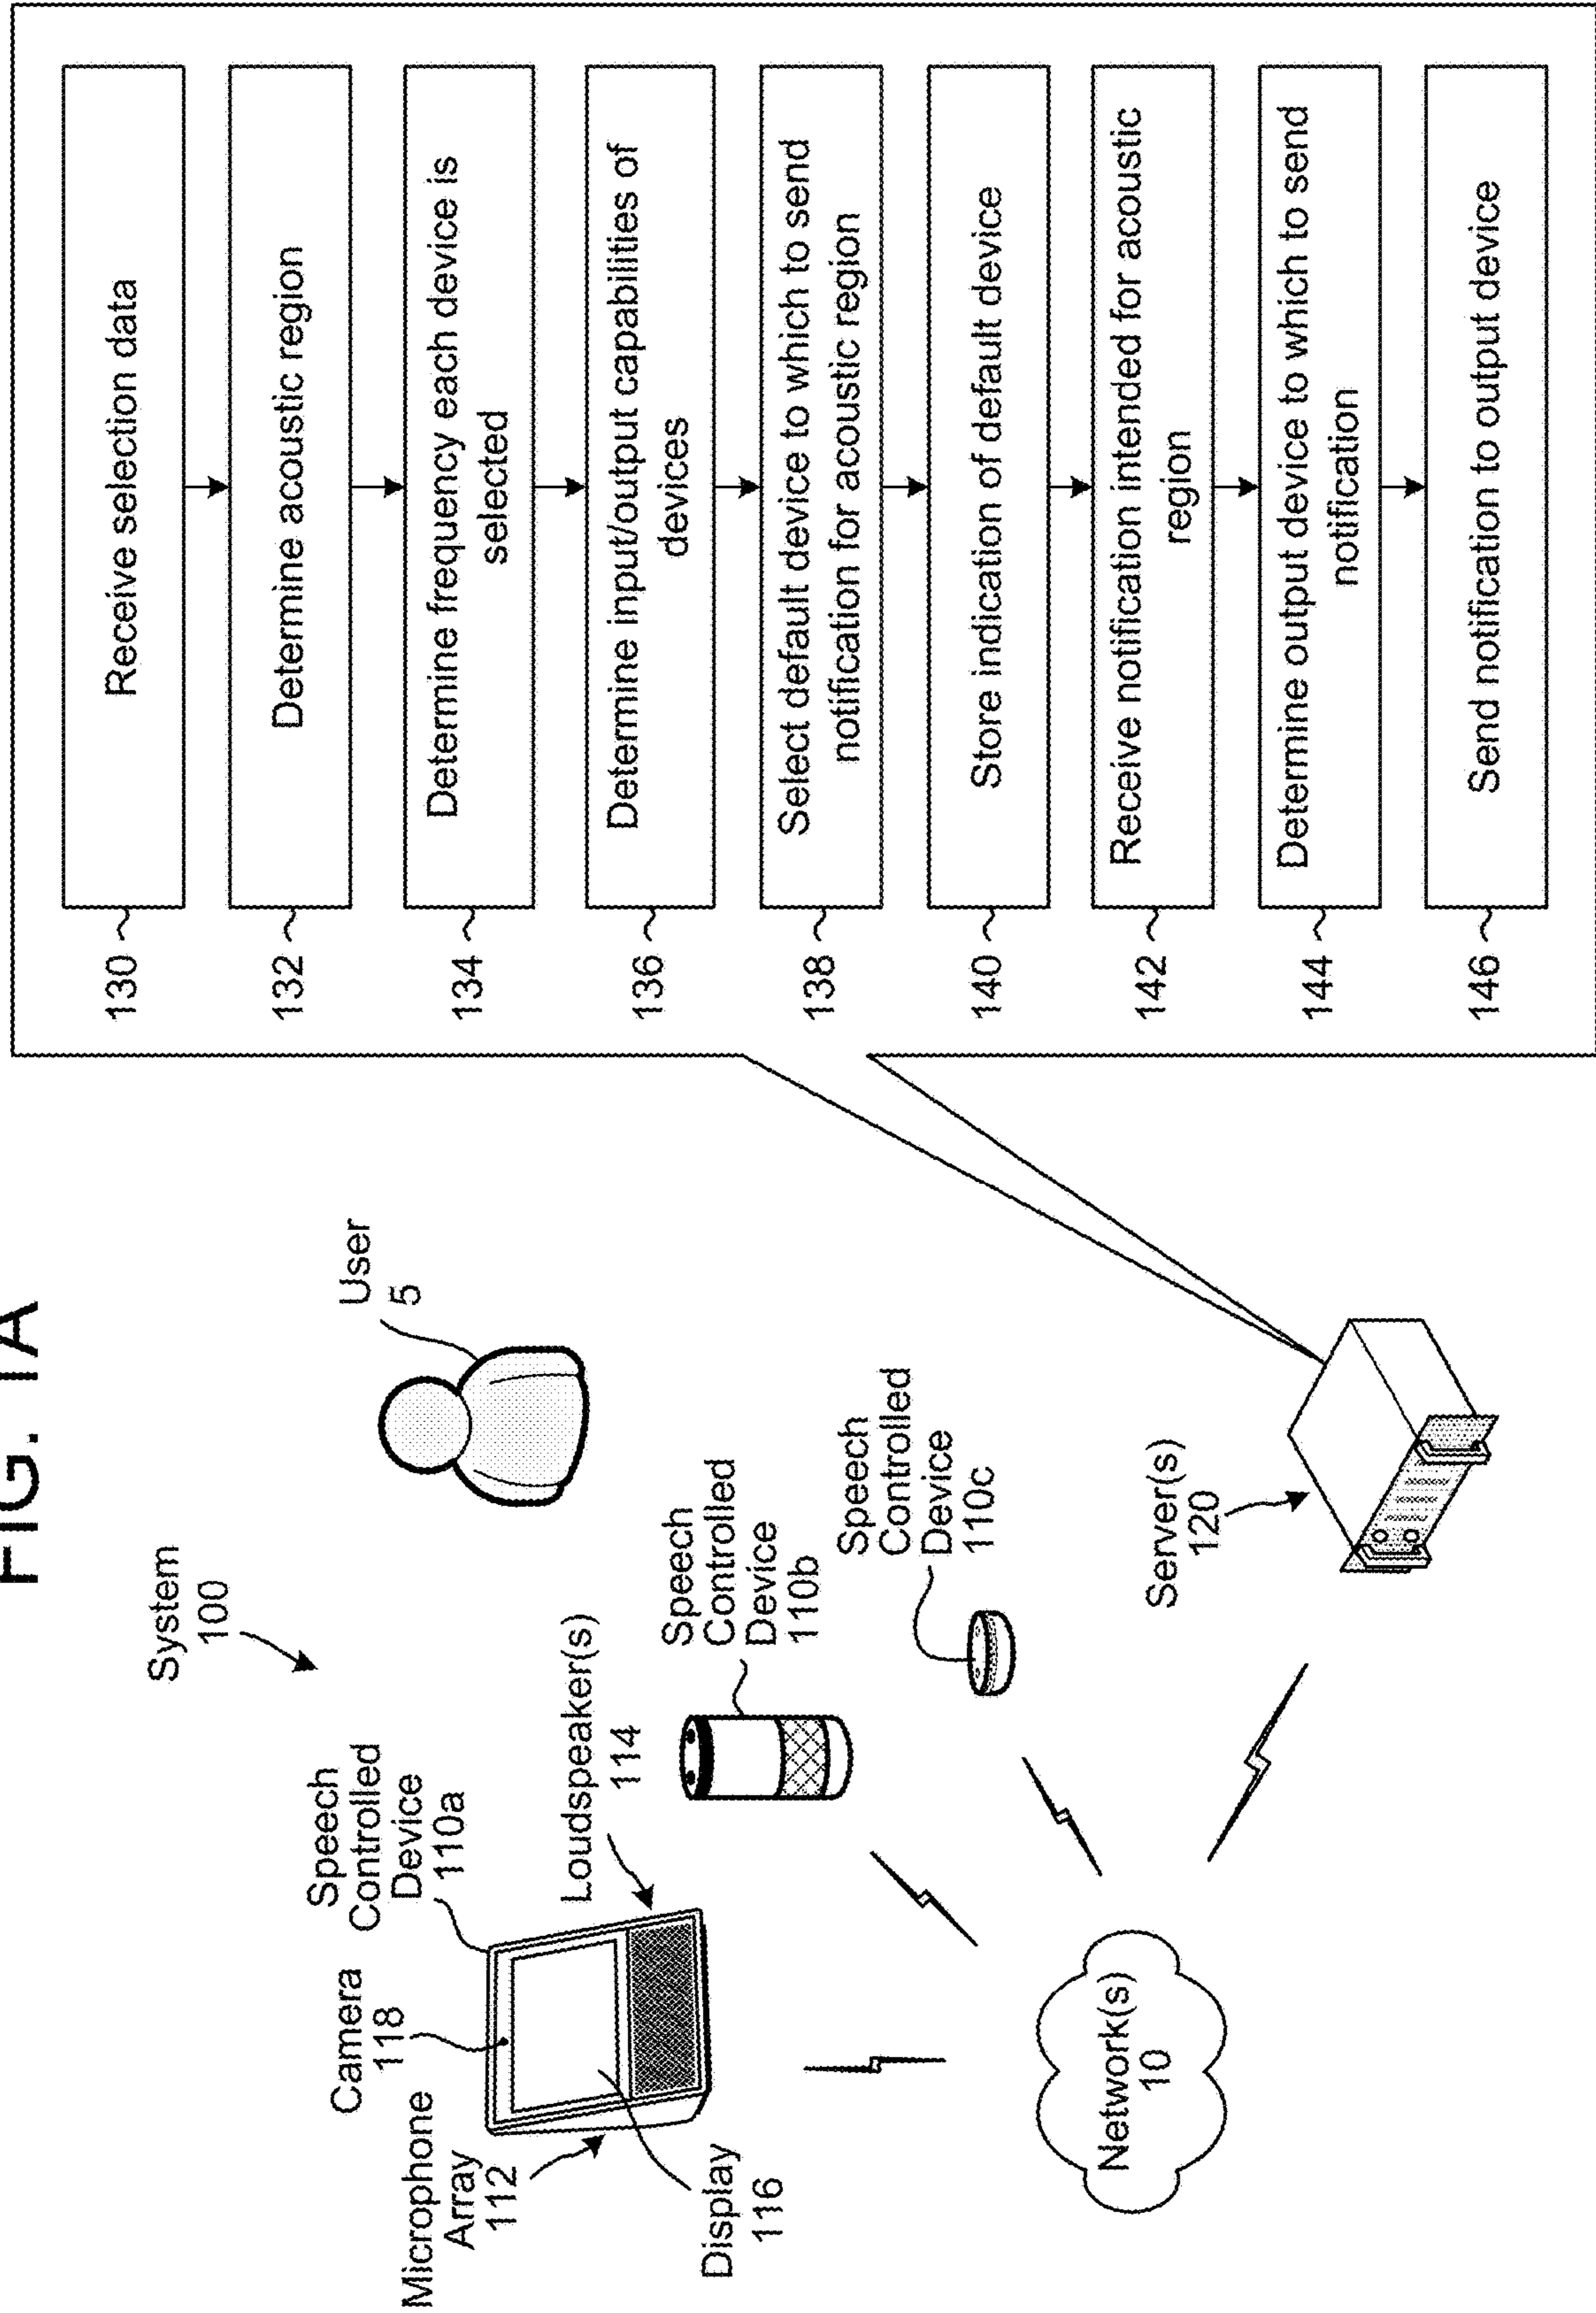 FIG. 1A
System
100
User
5
Camera
118
Speech
Controlled
Device
110a
Microphone
Array
112
Loudspeaker(s)
114
Display
116
Speech
Controlled
Device
110b
Speech
Controlled
Device
110c
Network(s)
10
Server(s)
120
130
Receive selection data
132
Determine acoustic region
134
Determine frequency each device is
selected
136
Determine input/output capabilities of
devices
138
Select default device to which to send
notification for acoustic region
140
Store indication of default device
142
Receive notification intended for acoustic
region
144
Determine output device to which to send
notification
146
Send notification to output device